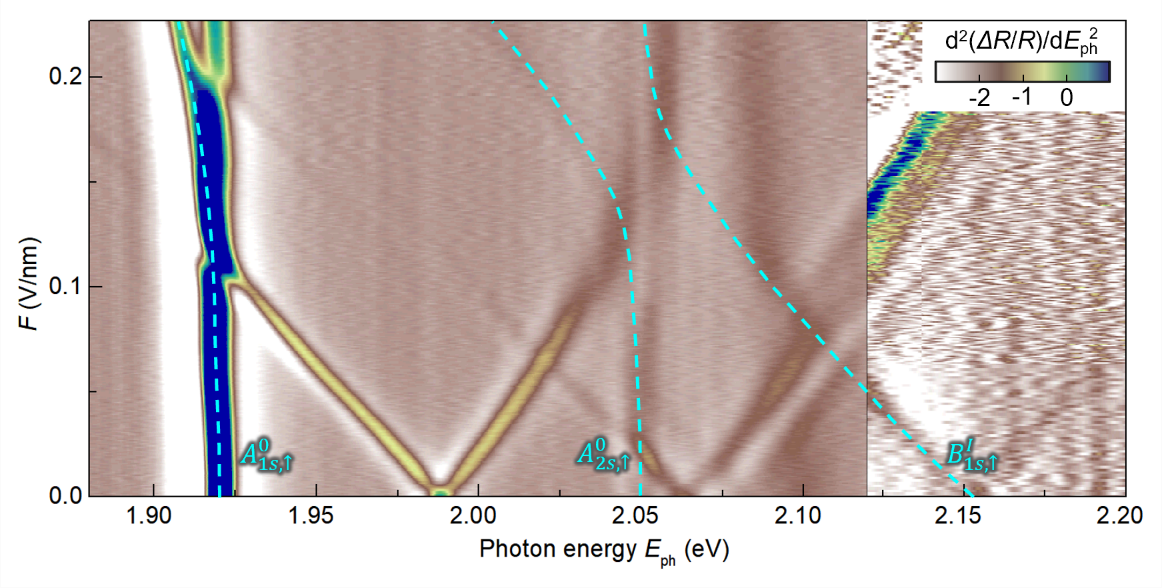 d²(ΔR/R)/dE_ph²
-2 -1 0
0.2
0.1
0.0
F (V/nm)
A⁰_1s,↑
A⁰_2s,↑
Bᴵ_1s,↑
1.90 1.95 2.00 2.05 2.10 2.15 2.20
Photon energy E_ph (eV)